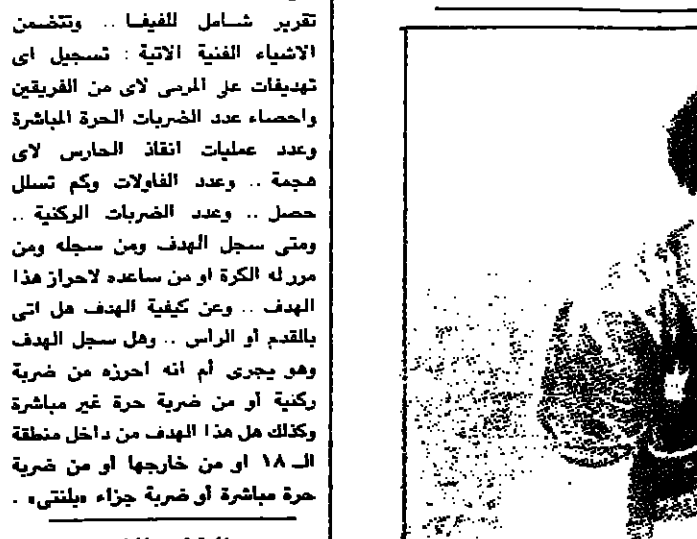 تقرير شامل للفيفا .. وتتضمن
الاشياء الفنية الاتية : تسجيل اى
تهديفات على المرمى لاى من الفريقين
واحصاء عدد الضربات الحرة المباشرة
وعدد عمليات انقاذ الحارس لاى
هجمة .. وعدد الفاولات وكم تسلل
حصل .. وعدد الضربات الركنية ..
ومتى سجل الهدف ومن سجله ومن
مرر له الكرة او من ساعده لاحراز هذا
الهدف .. وعن كيفية الهدف هل اتى
بالقدم أو الرأس .. وهل سجل الهدف
وهو يجرى أم انه احرزه من ضربة
ركنية أو من ضربة حرة غير مباشرة
وكذلك هل هذا الهدف من داخل منطقة
الـ ١٨ او من خارجها او من ضربة
حرة مباشرة أو ضربة جزاء «بلنتى» .